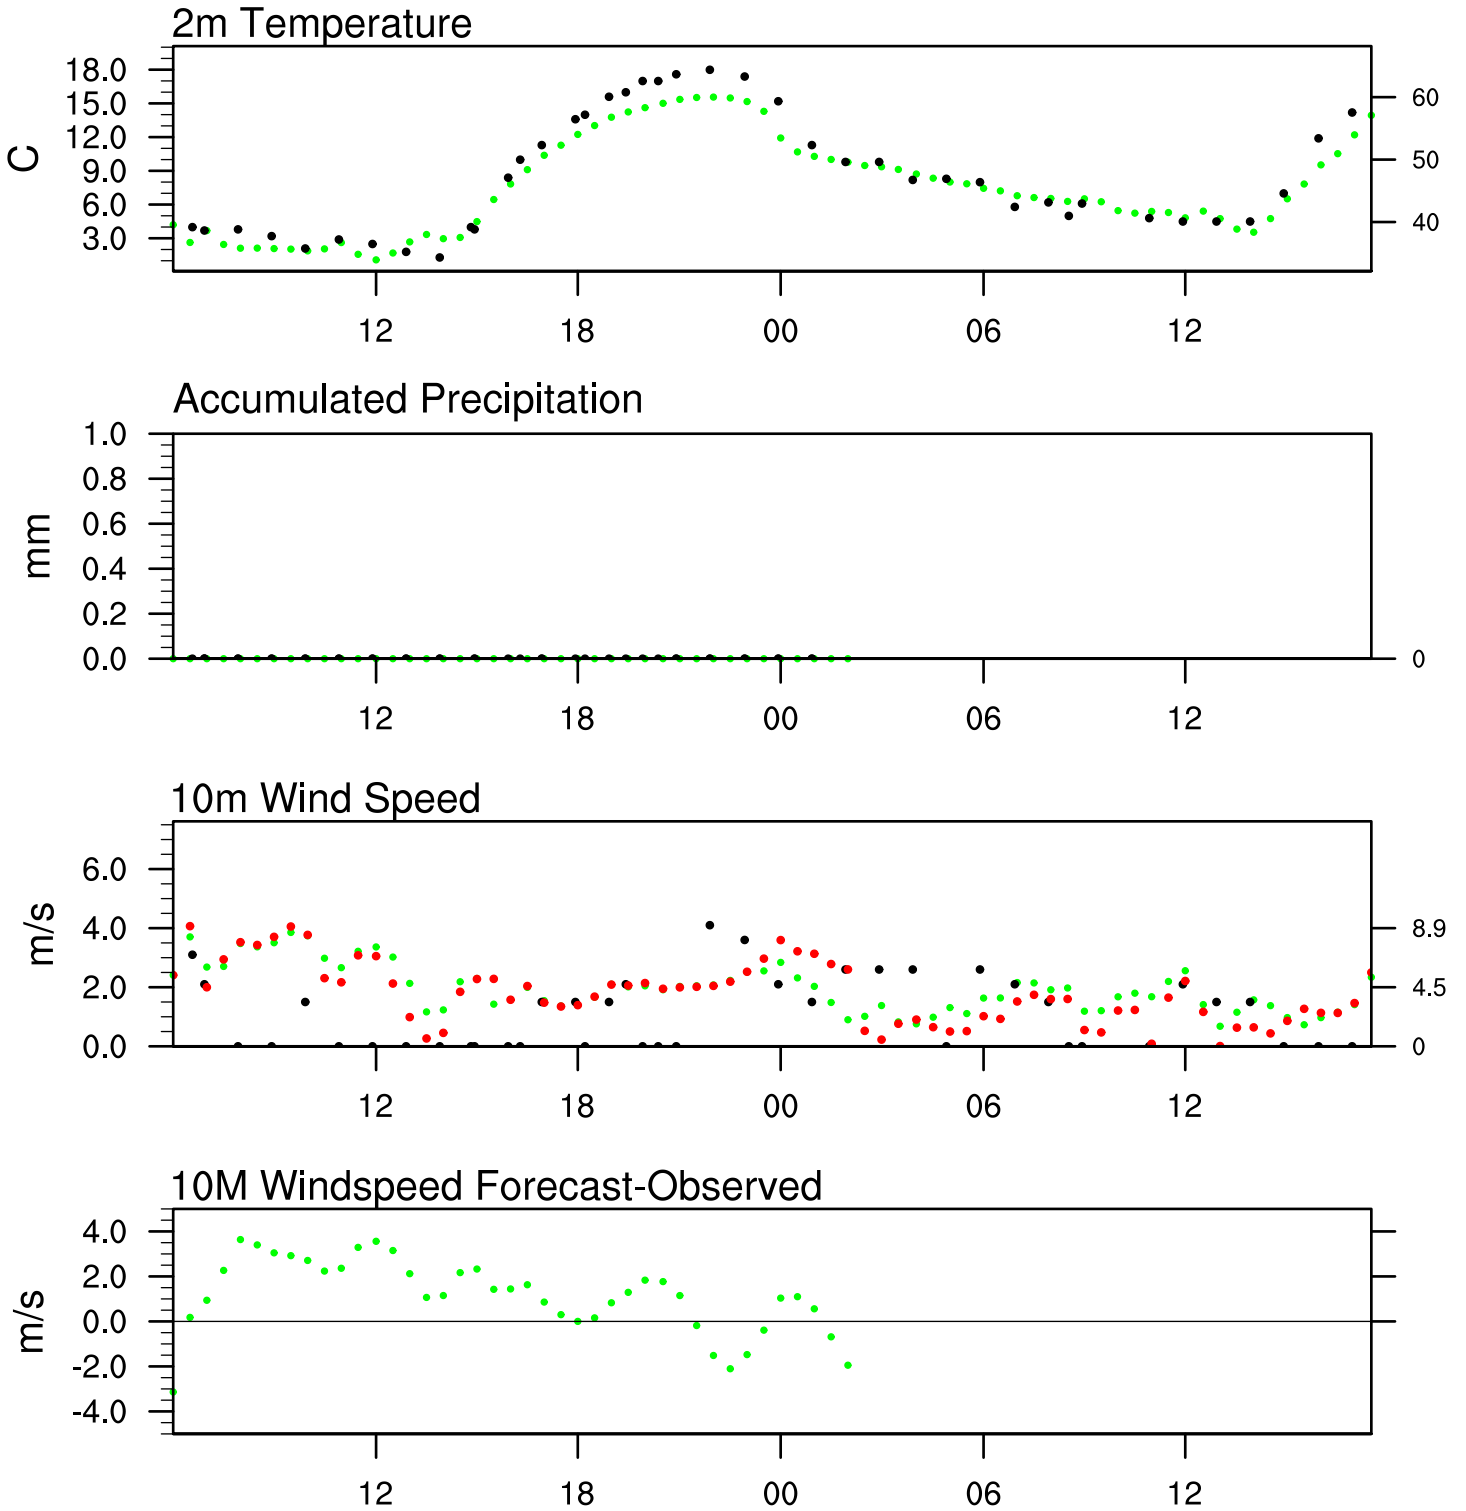 2m Temperature
18.0
15.0
12.0
9.0
6.0
3.0
C
60
50
40
12 18 00 06 12
Accumulated Precipitation
1.0
0.8
0.6
0.4
0.2
0.0
mm
0
12 18 00 06 12
10m Wind Speed
6.0
4.0
2.0
0.0
m/s
8.9
4.5
0
12 18 00 06 12
10M Windspeed Forecast-Observed
4.0
2.0
0.0
-2.0
-4.0
m/s
12 18 00 06 12